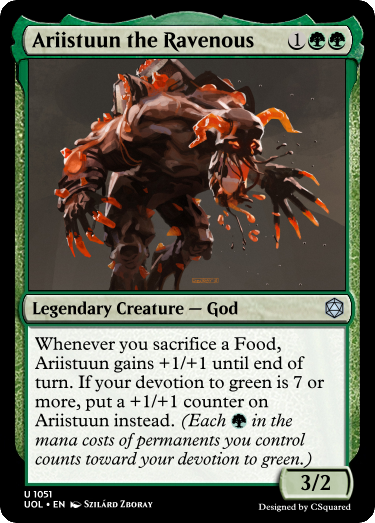 Ariistuun the Ravenous 1
Legendary Creature — God
Whenever you sacrifice a Food,
Ariistuun gains +1/+1 until end of
turn. If your devotion to green is 7 or
more, put a +1/+1 counter on
Ariistuun instead. (Each in the
mana costs of permanents you control
counts toward your devotion to green.)
3/2
U 1051
UOL • EN Szilárd Zboray
Designed by CSquared